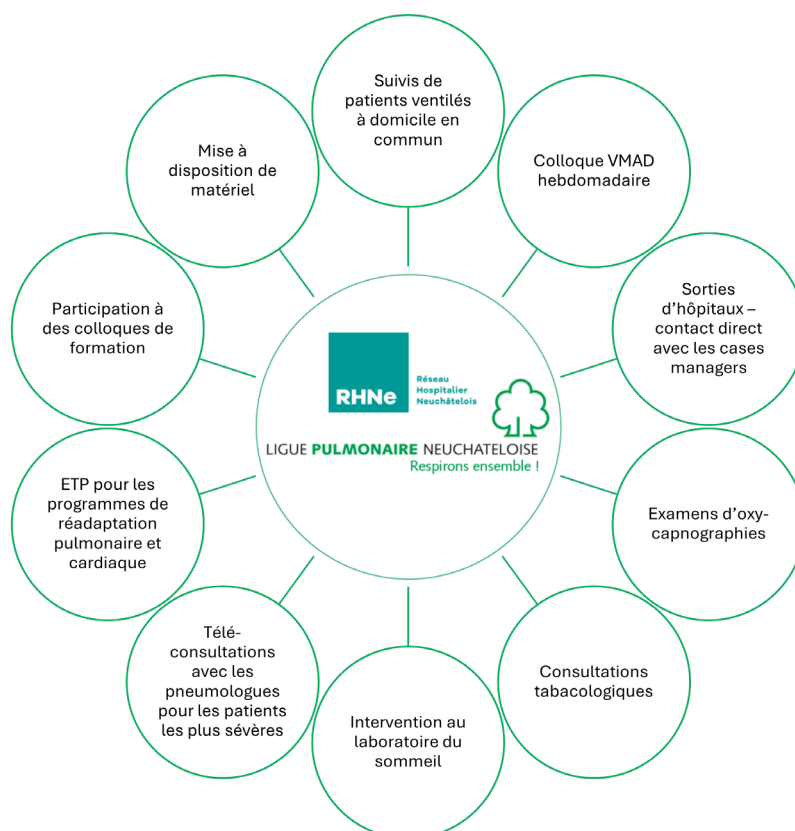 Suivis de
patients ventilés
à domicile en
commun
Colloque VMAD
hebdomadaire
Sorties
d'hôpitaux –
contact direct
avec les cases
managers
Examens d'oxy-
capnographies
Consultations
tabacologiques
Intervention au
laboratoire du
sommeil
Télé-
consultations
avec les
pneumologues
pour les patients
les plus sévères
ETP pour les
programmes de
réadaptation
pulmonaire et
cardiaque
Participation à
des colloques de
formation
Mise à
disposition de
matériel
RHNe
Réseau
Hospitalier
Neuchâtelois
LIGUE PULMONAIRE NEUCHATELOISE
Respirons ensemble !